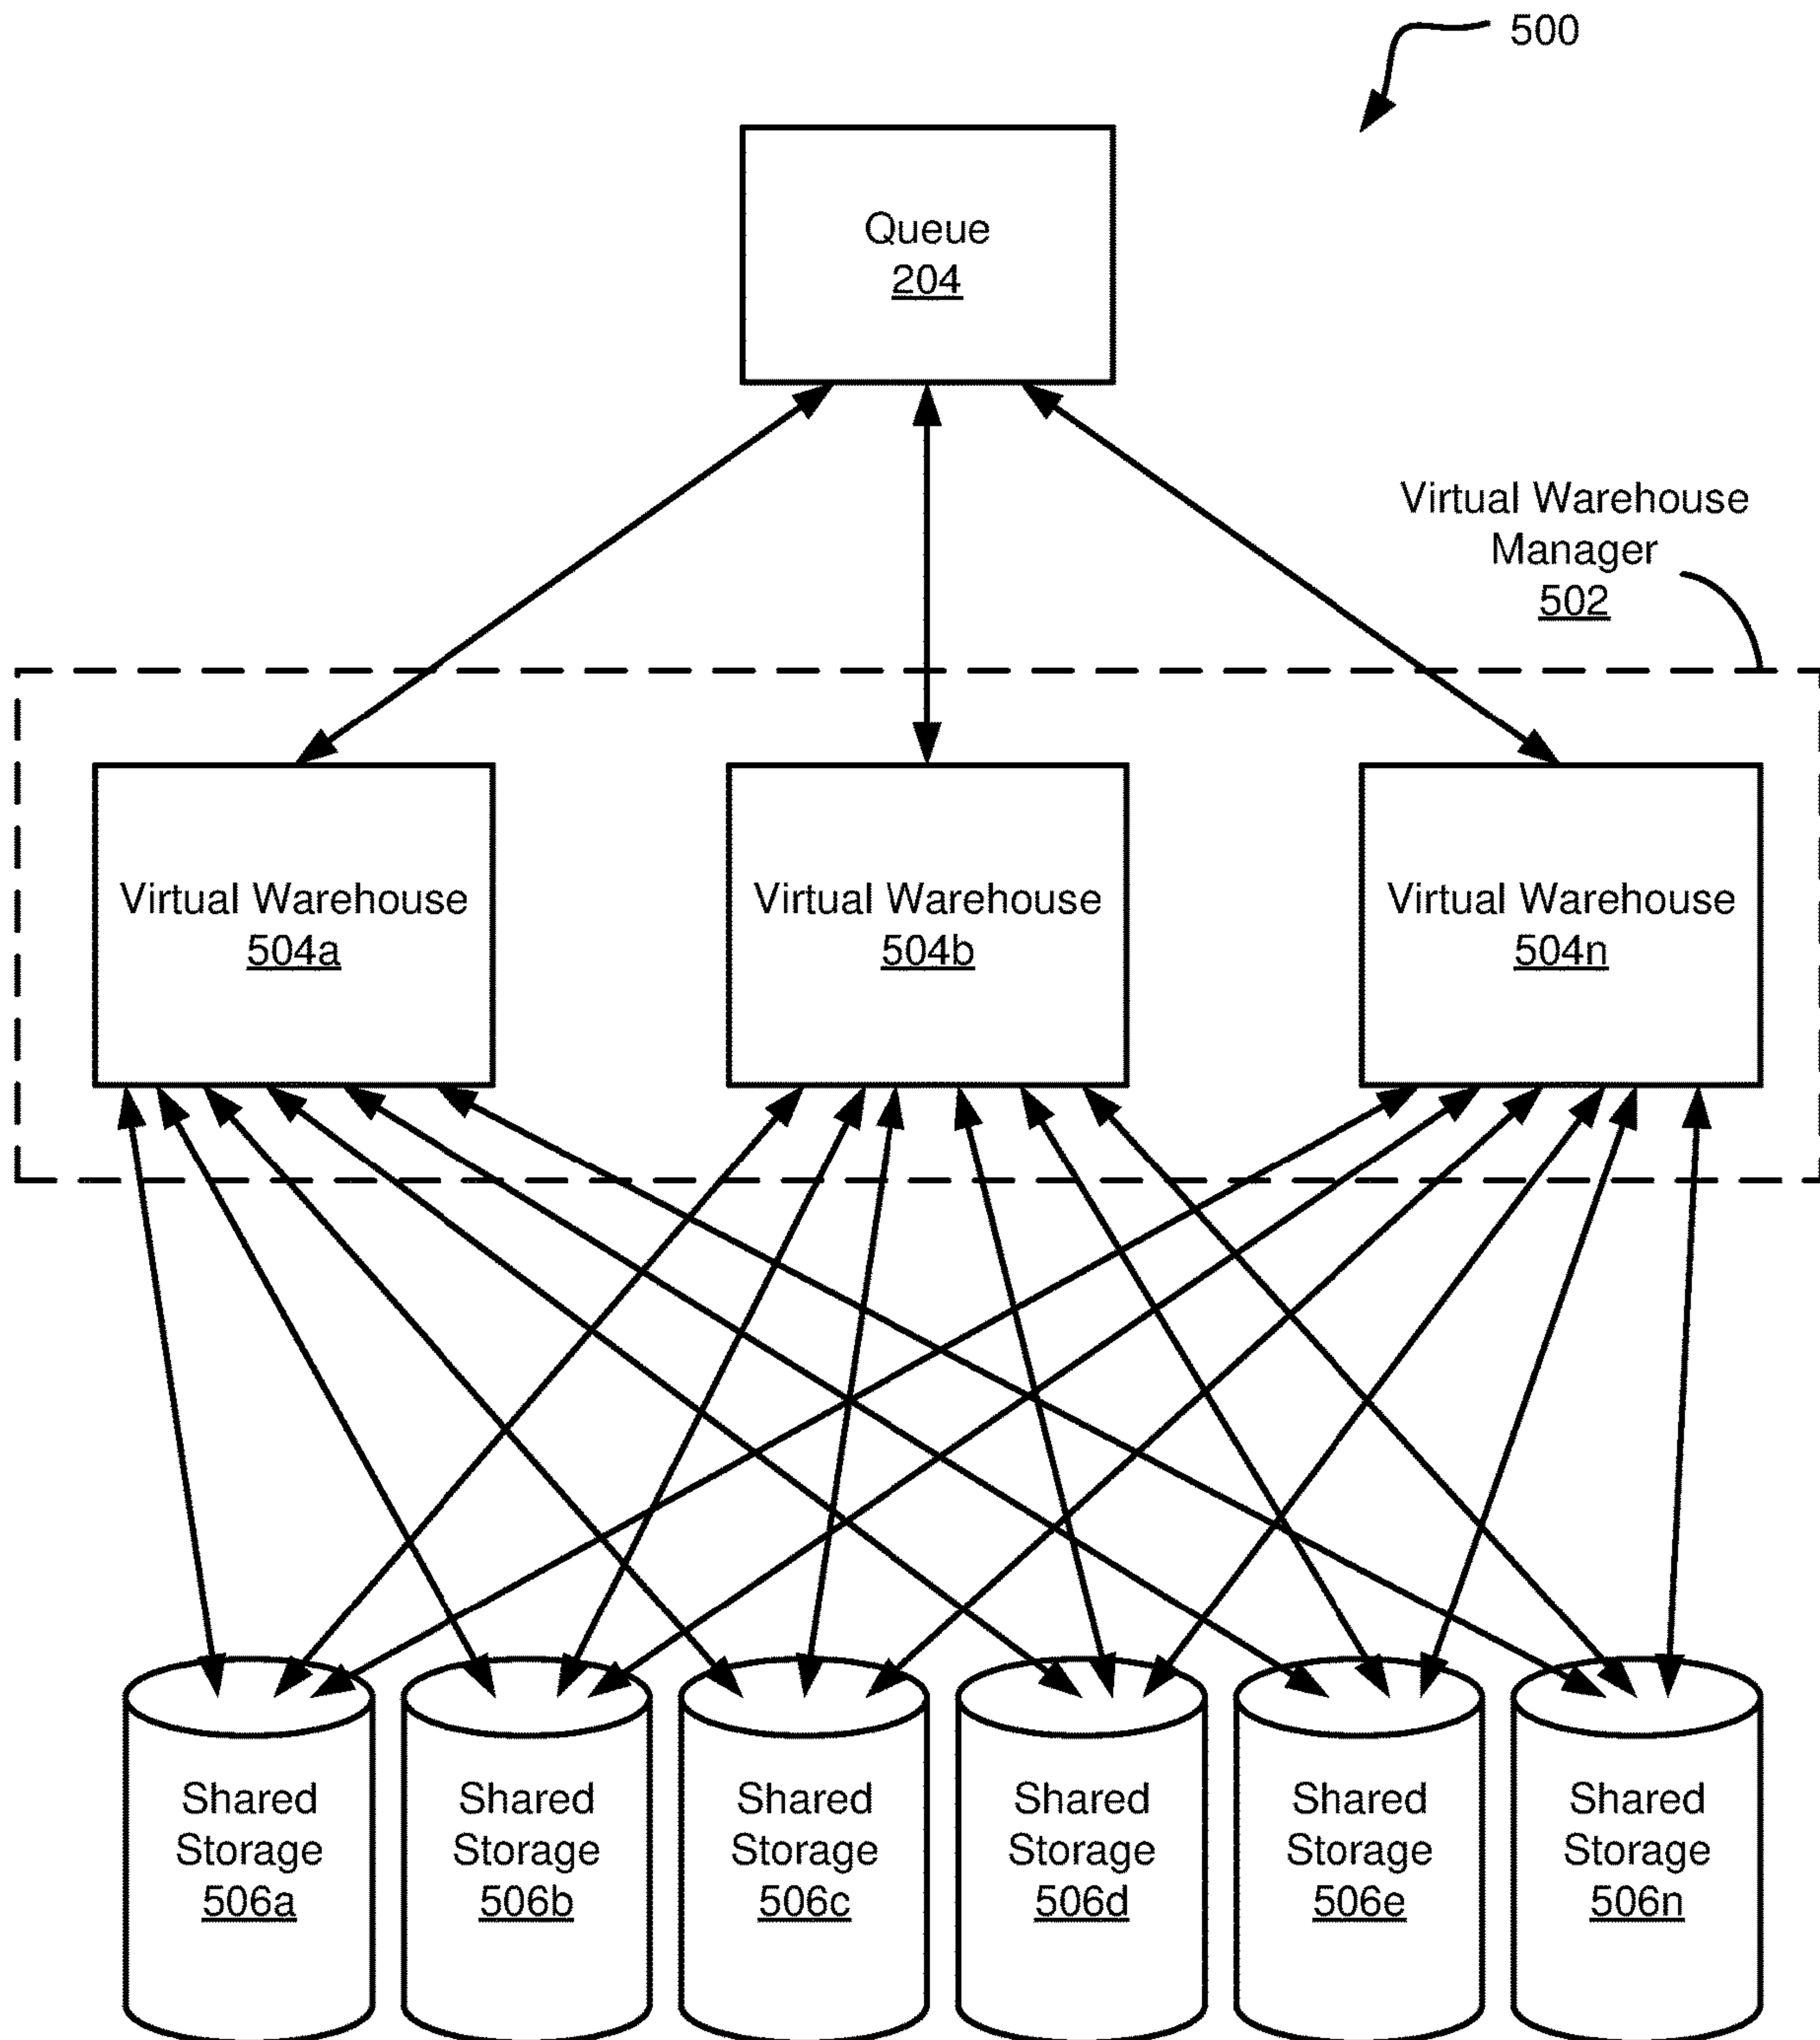 500
Queue
204
Virtual Warehouse
Manager
502
Virtual Warehouse
504a
Virtual Warehouse
504b
Virtual Warehouse
504n
Shared
Storage
506a
Shared
Storage
506b
Shared
Storage
506c
Shared
Storage
506d
Shared
Storage
506e
Shared
Storage
506n